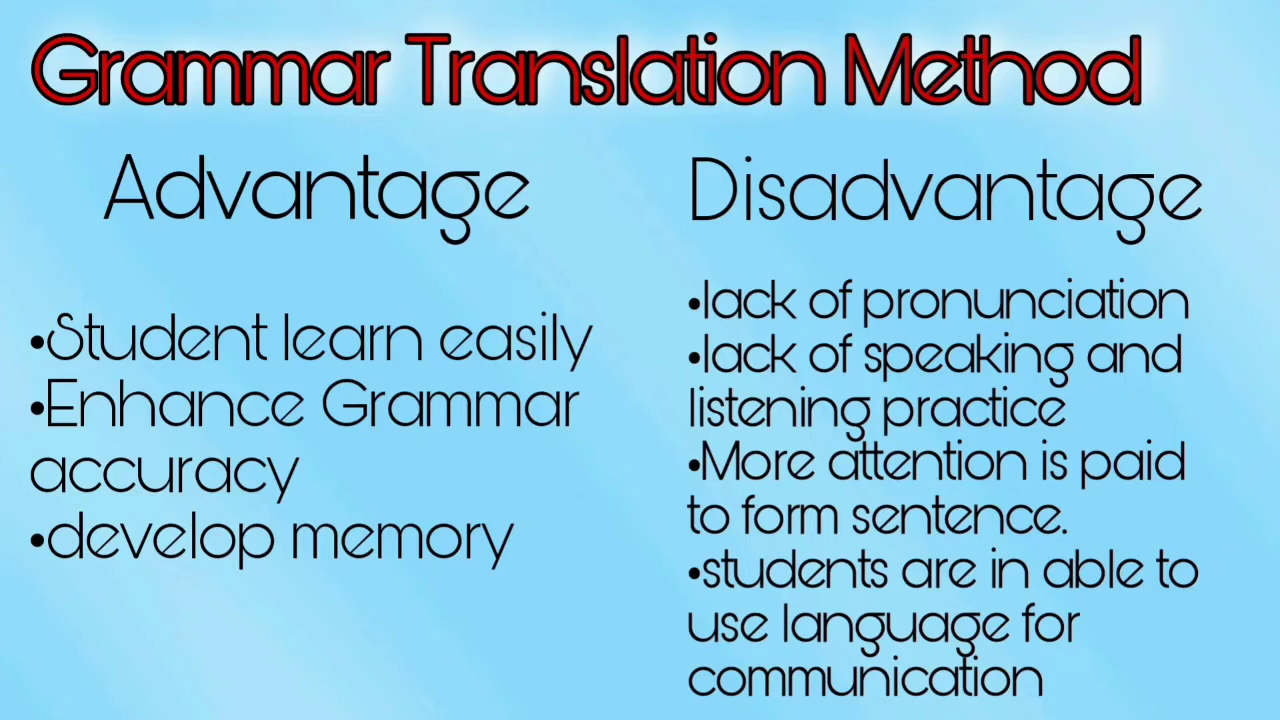 Grammar Translation Method
Advantage
•Student learn easily
•Enhance Grammar
accuracy
•develop memory
Disadvantage
•lack of pronunciation
•lack of speaking and
listening practice
•More attention is paid
to form sentence.
•students are in able to
use language for
communication